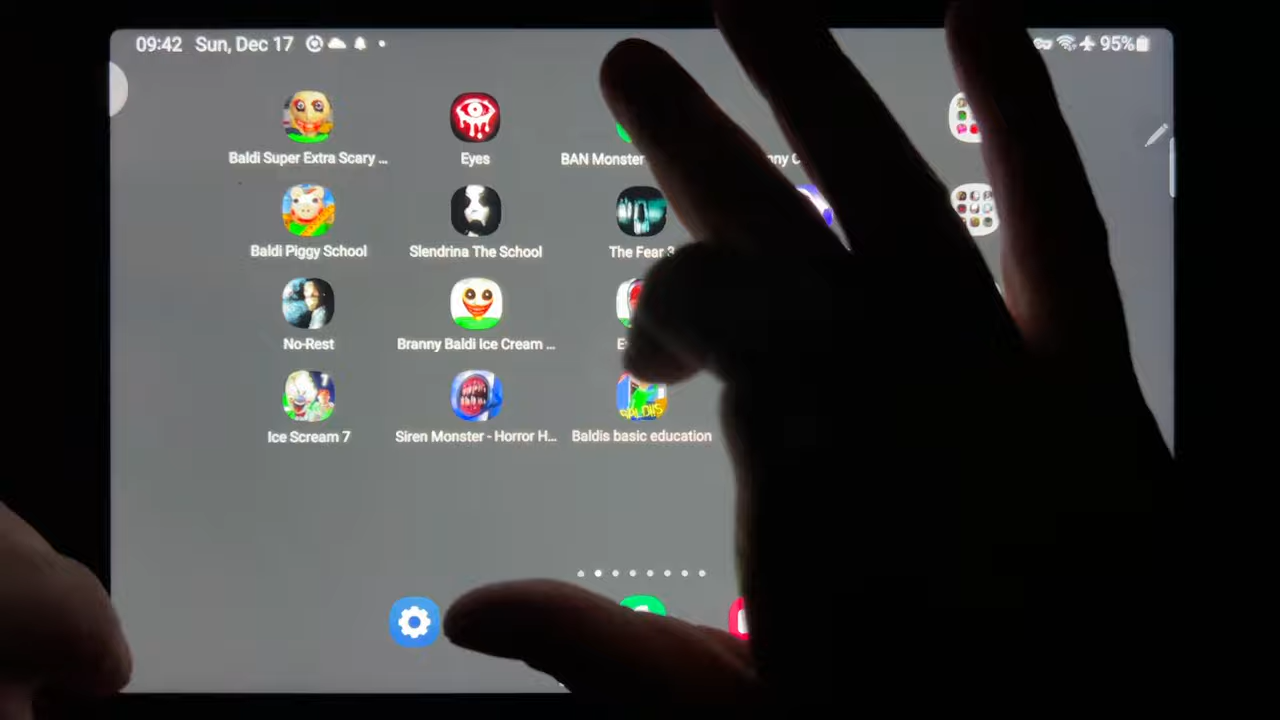 09:42 Sun, Dec 17 95%
Baldi Super Extra Scary ... Eyes BAN Monster
Baldi Piggy School Slendrina The School The Fear 3
No-Rest Branny Baldi Ice Cream ...
7
Ice Scream 7 Siren Monster - Horror H... Baldis basic education